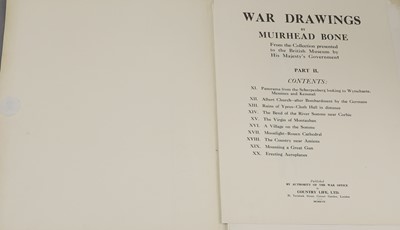 WAR DRAWINGS
BY
MUIRHEAD BONE
From the Collection presented
to the British Museum by
His Majesty's Government
PART II.
CONTENTS:
XI. Panorama from the Scherpenberg looking to Wytschaete,
Messines and Kemmel
XII. Albert Church—after Bombardment by the Germans
XIII. Ruins of Ypres—Cloth Hall in distance
XIV. The Bend of the River Somme near Corbie
XV. The Virgin of Montauban
XVI. A Village on the Somme
XVII. Moonlight—Rouen Cathedral
XVIII. The Country near Amiens
XIX. Mounting a Great Gun
XX. Erecting Aeroplanes
BY AUTHORITY OF THE WAR OFFICE
COUNTRY LIFE, LTD.